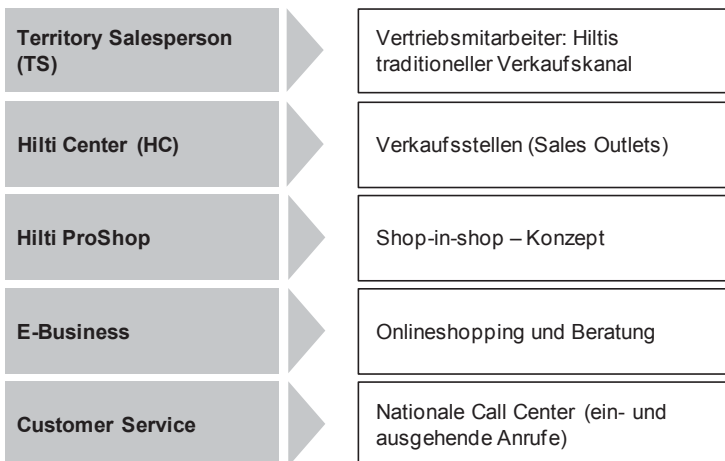 Territory Salesperson
(TS)
Vertriebsmitarbeiter: Hiltis
traditioneller Verkaufskanal
Hilti Center (HC)
Verkaufsstellen (Sales Outlets)
Hilti ProShop
Shop-in-shop – Konzept
E-Business
Onlineshopping und Beratung
Customer Service
Nationale Call Center (ein- und
ausgehende Anrufe)